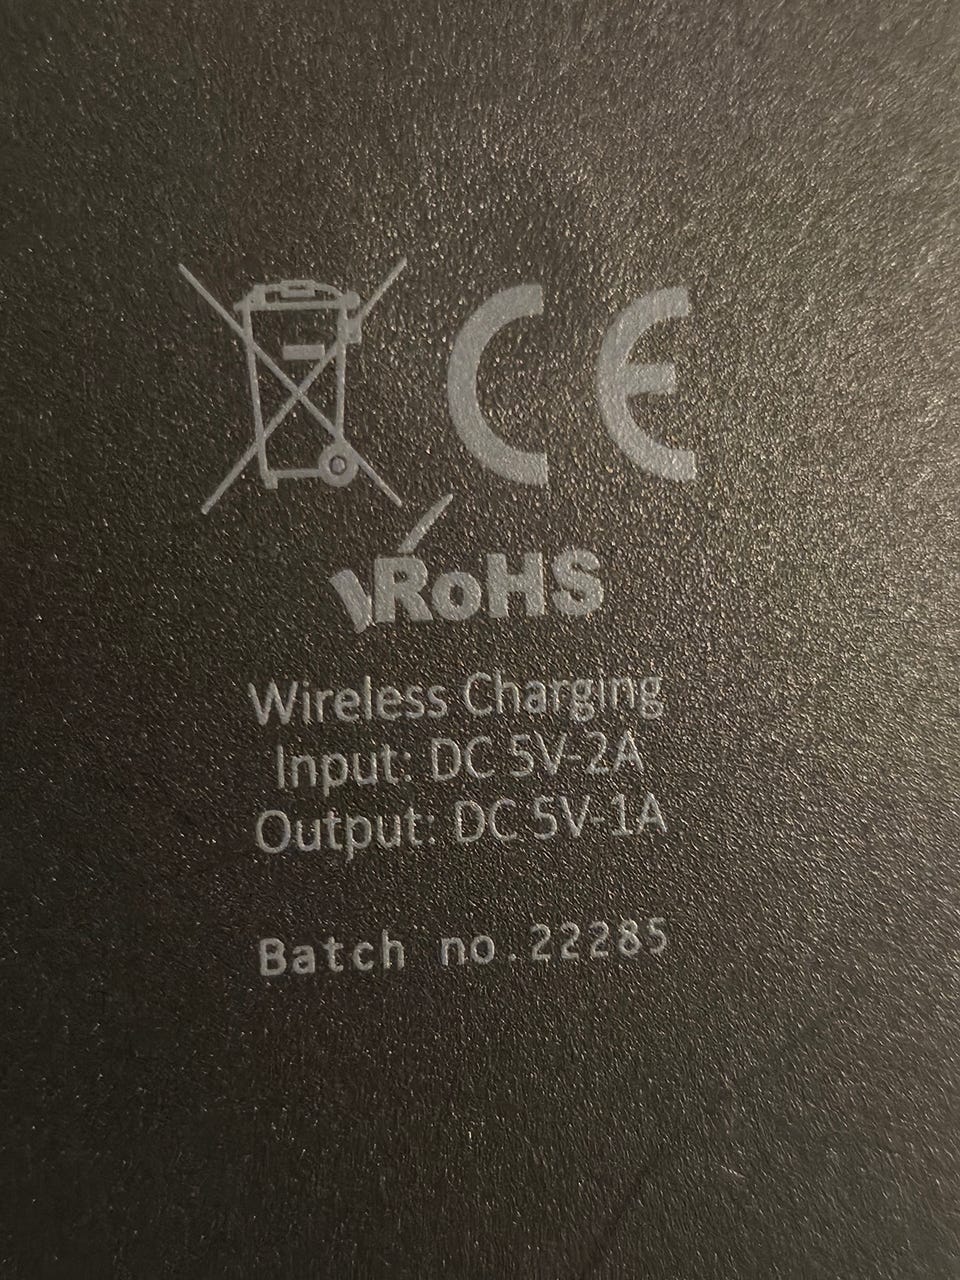 CE
RoHS
Wireless Charging
Input: DC 5V-2A
Output: DC 5V-1A
Batch no.22285